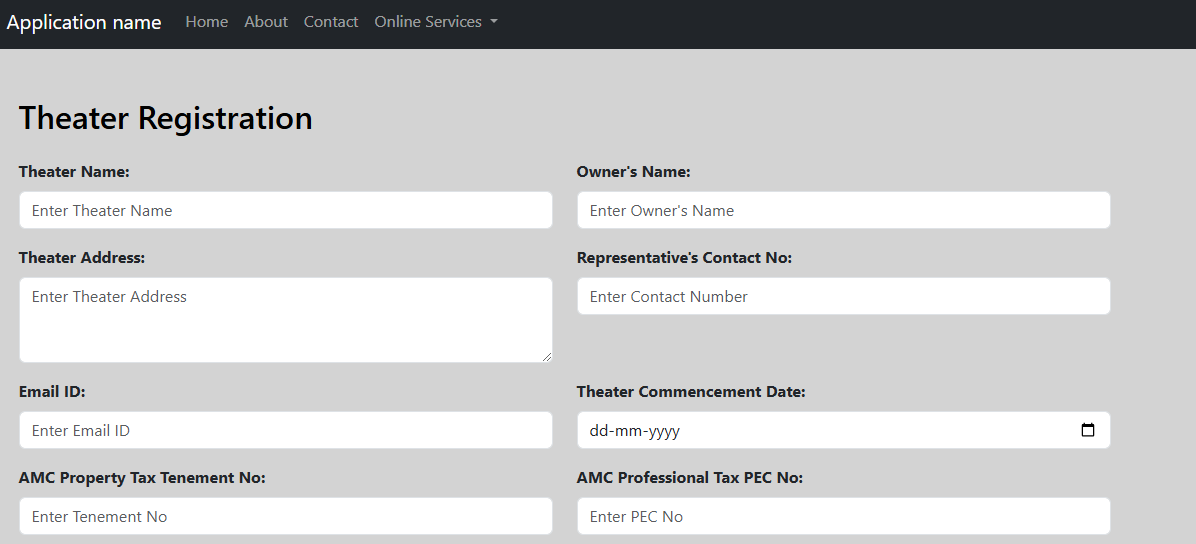 Application name Home About Contact Online Services
Theater Registration
Theater Name: Owner's Name:
Enter Theater Name Enter Owner's Name
Theater Address: Representative's Contact No:
Enter Theater Address Enter Contact Number
Email ID: Theater Commencement Date:
Enter Email ID dd-mm-yyyy
AMC Property Tax Tenement No: AMC Professional Tax PEC No:
Enter Tenement No Enter PEC No